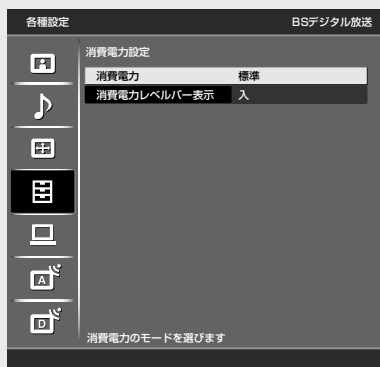 各種設定 BSデジタル放送
消費電力設定
消費電力 標準
消費電力レベルバー表示 入
A
D
消費電力のモードを選びます